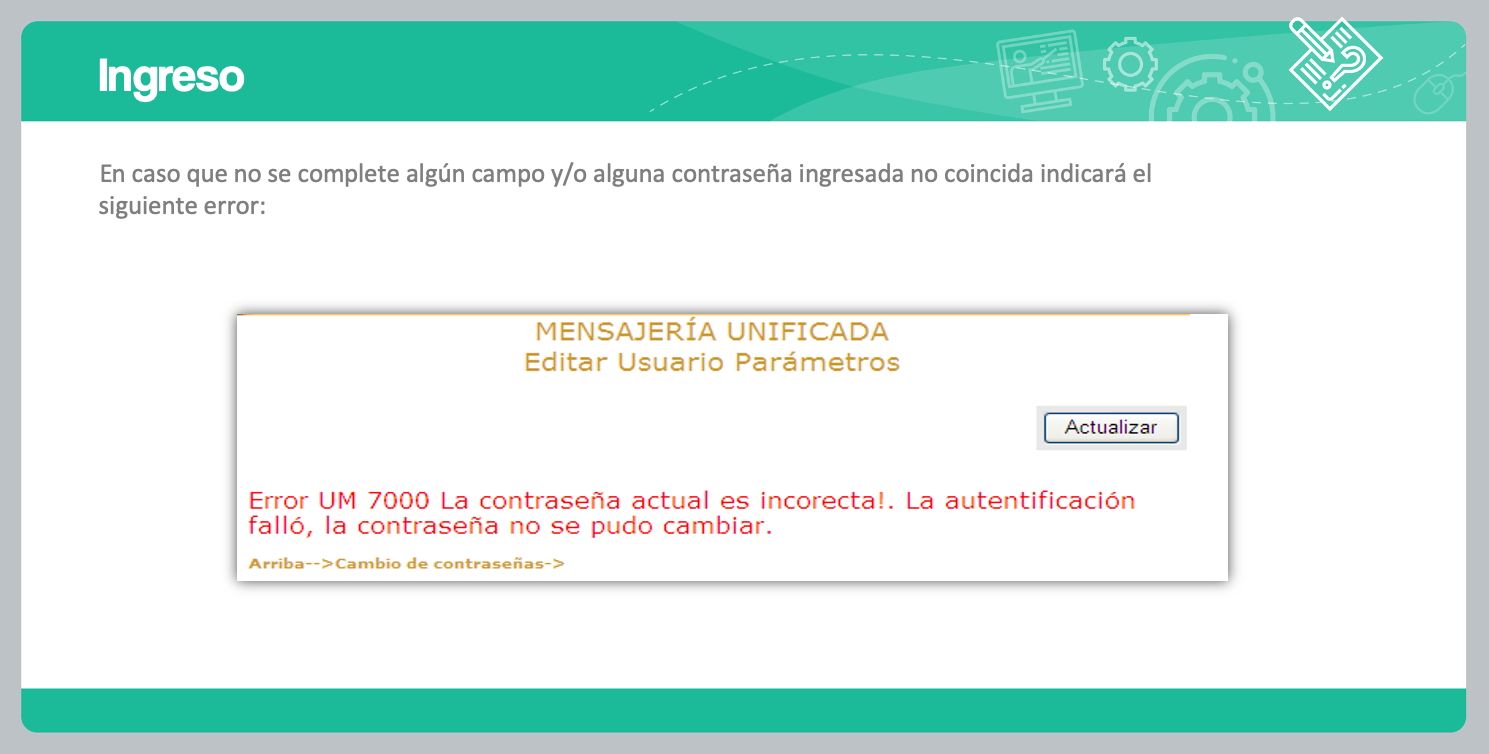 Ingreso
En caso que no se complete algún campo y/o alguna contraseña ingresada no coincida indicará el
siguiente error:
MENSAJERÍA UNIFICADA
Editar Usuario Parámetros
Actualizar
Error UM 7000 La contraseña actual es incorecta!. La autentificación
falló, la contraseña no se pudo cambiar.
Arriba-->Cambio de contraseñas->